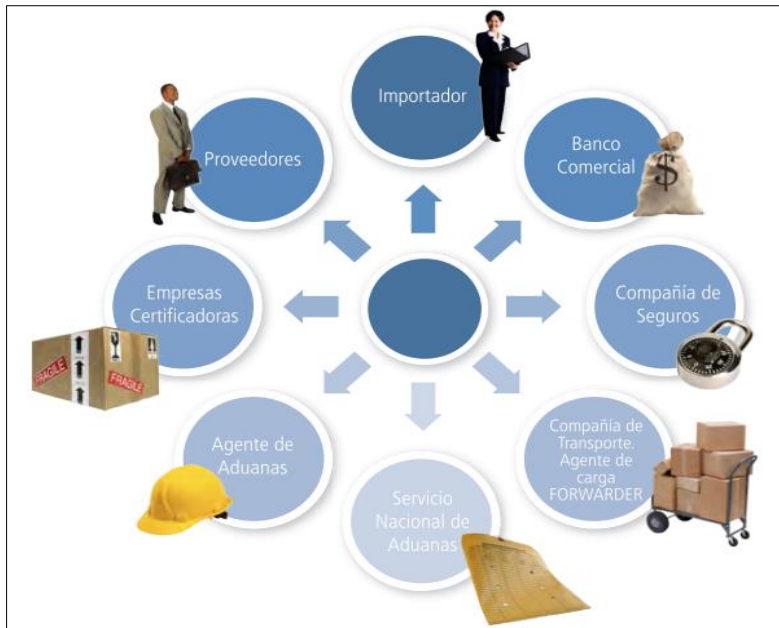 Importador
Banco
Comercial
Compañía de
Seguros
Compañía de
Transporte.
Agente de
carga
FORWARDER
Servicio
Nacional de
Aduanas
Agente de
Aduanas
Empresas
Certificadoras
Proveedores
$
FRAGILE
FRAGILE